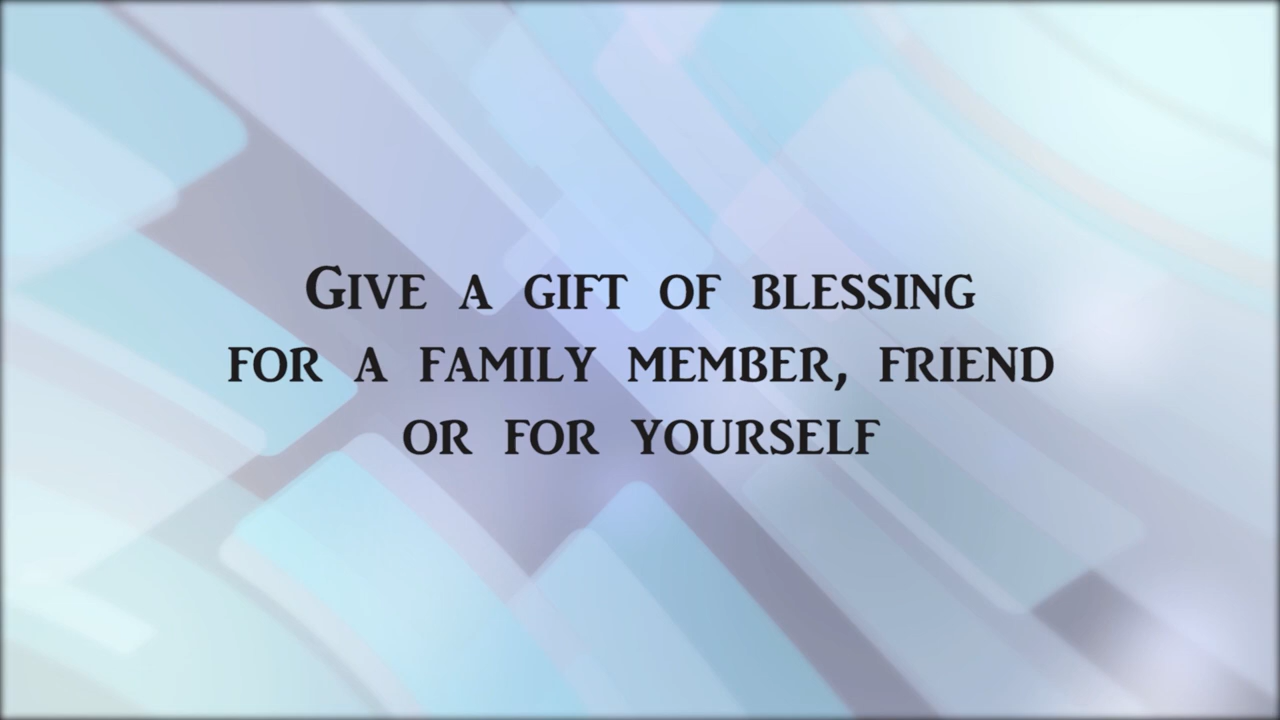 Give a gift of blessing
for a family member, friend
or for yourself